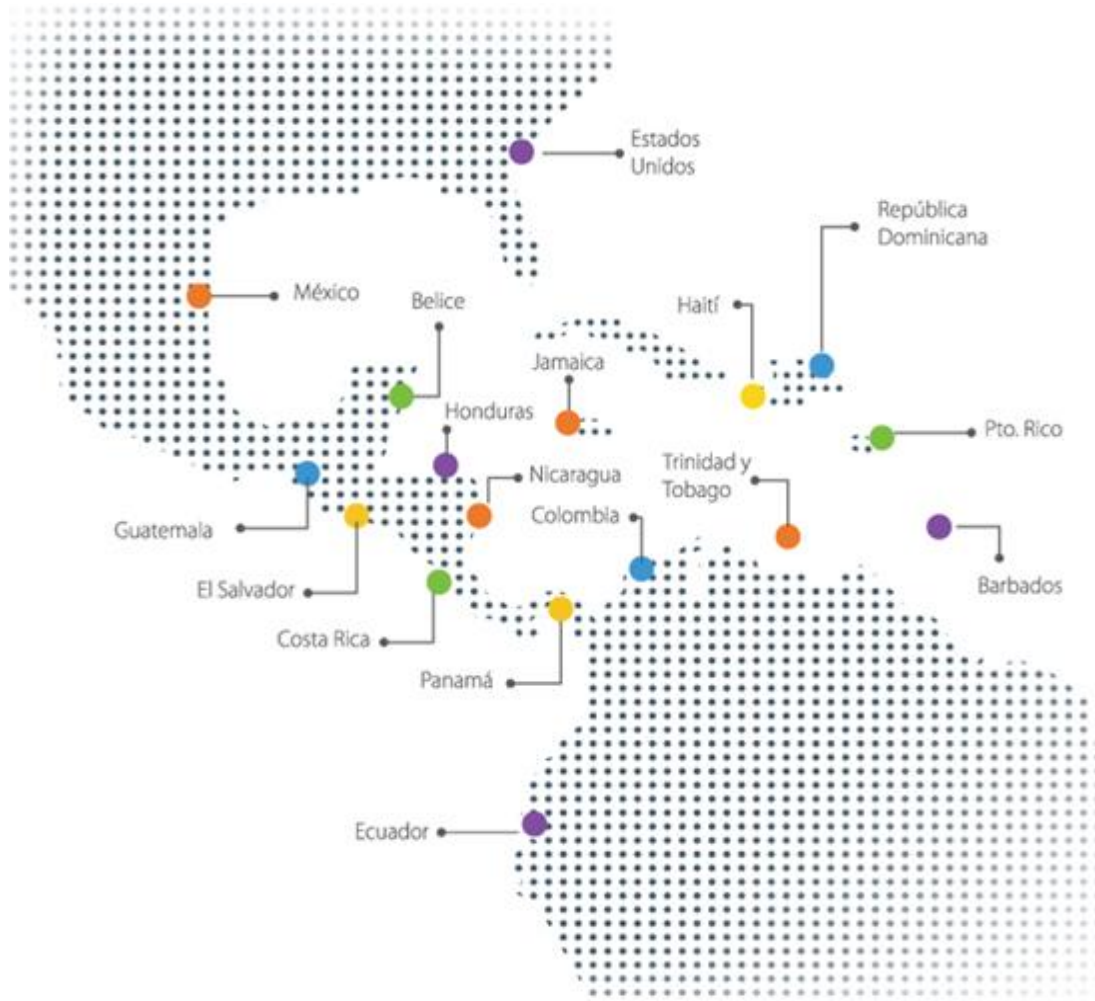 Estados
Unidos
República
Dominicana
México
Belice
Haití
Jamaica
Honduras
Pto. Rico
Trinidad y
Tobago
Nicaragua
Colombia
Guatemala
El Salvador
Barbados
Costa Rica
Panamá
Ecuador